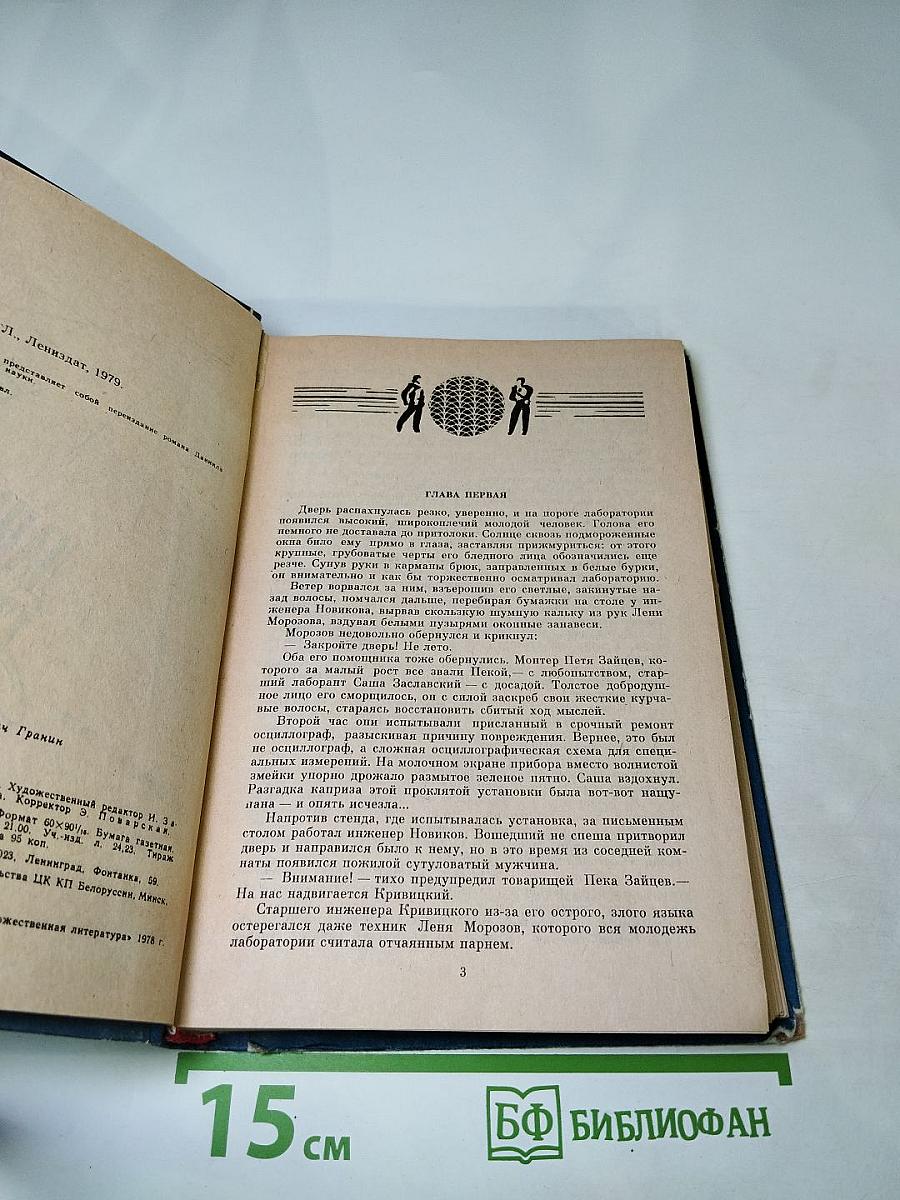 Л., Лениздат, 1979.
представляет собой переиздание романа Даниила
науки
вл.
ич Гранин
Художественный редактор И. За-
Корректор Э. Поварская.
Формат 60×90¹/₁₆. Бумага газетная.
21,00. Уч.-изд. л. 24,23. Тираж
95 коп.
023, Ленинград, Фонтанка, 59.
ЦК КП Белоруссии, Минск,
литература» 1978 г.
ГЛАВА ПЕРВАЯ
Дверь распахнулась резко, уверенно, и на пороге лаборатории
появился высокий, широкоплечий молодой человек. Голова его
немного не доставала до притолоки. Солнце сквозь подмороженные
окна било ему прямо в глаза, заставляя прижмуриться: от этого
крупные, грубоватые черты его бледного лица обозначились еще
резче. Сунув руки в карманы брюк, заправленных в белые бурки,
он внимательно и как бы торжественно осматривал лабораторию.
Ветер ворвался за ним, взъерошив его светлые, закинутые на-
зад волосы, помчался дальше, перебирая бумажки на столе у ин-
женера Новикова, вырвав скользкую шумную кальку из рук Лени
Морозова, вздувая белыми пузырями оконные занавеси.
Морозов недовольно обернулся и крикнул:
— Закройте дверь! Не лето.
Оба его помощника тоже обернулись. Монтер Петя Зайцев, ко-
торого за малый рост все звали Пекой,— с любопытством, стар-
ший лаборант Саша Заславский — с досадой. Толстое добродуш-
ное лицо его сморщилось, он с силой заскреб свои жесткие курча-
вые волосы, стараясь восстановить сбитый ход мыслей.
Второй час они испытывали присланный в срочный ремонт
осциллограф, разыскивая причину повреждения. Вернее, это был
не осциллограф, а сложная осциллографическая схема для специ-
альных измерений. На молочном экране прибора вместо волнистой
змейки упорно дрожало размытое зеленое пятно. Саша вздохнул.
Разгадка каприза этой проклятой установки была вот-вот нащу-
пана — и опять исчезла...
Напротив стенда, где испытывалась установка, за письменным
столом работал инженер Новиков. Вошедший не спеша притворил
дверь и направился было к нему, но в это время из соседней ком-
наты появился пожилой сутуловатый мужчина.
— Внимание! — тихо предупредил товарищей Пека Зайцев.—
На нас надвигается Кривицкий.
Старшего инженера Кривицкого из-за его острого, злого языка
остерегался даже техник Леня Морозов, которого вся молодежь
лаборатории считала отчаянным парнем.
3
15 см
БФ БИБЛИОФАН